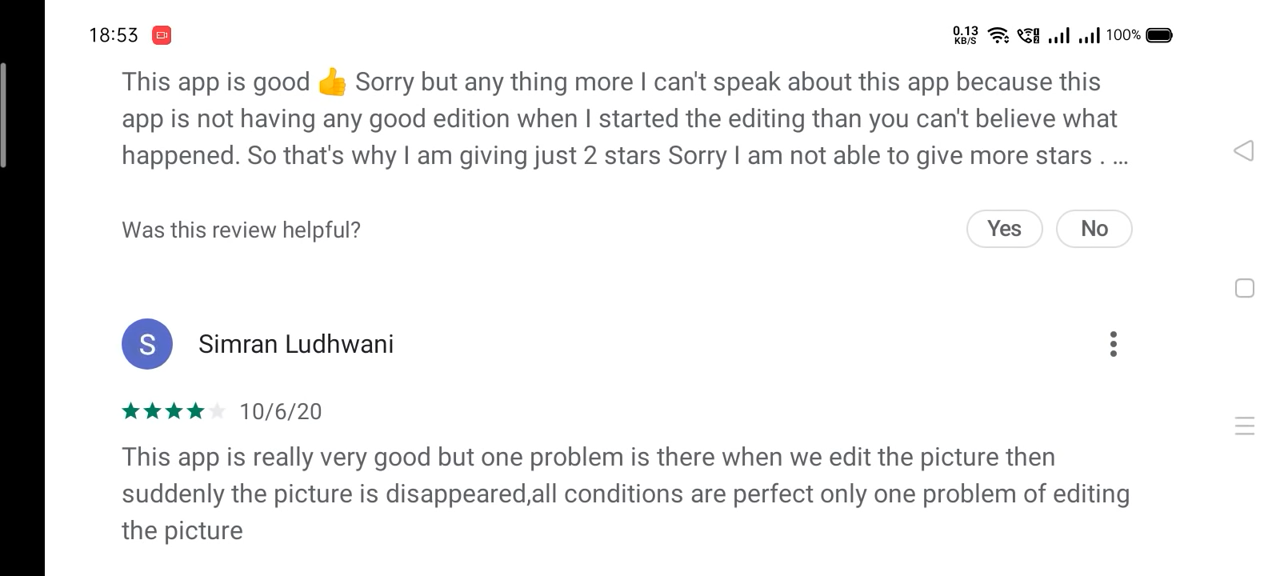 18:53
0.13
KB/S
100%
This app is good 👍 Sorry but any thing more I can't speak about this app because this
app is not having any good edition when I started the editing than you can't believe what
happened. So that's why I am giving just 2 stars Sorry I am not able to give more stars . ...
Was this review helpful?
Yes
No
S
Simran Ludhwani
10/6/20
This app is really very good but one problem is there when we edit the picture then
suddenly the picture is disappeared,all conditions are perfect only one problem of editing
the picture